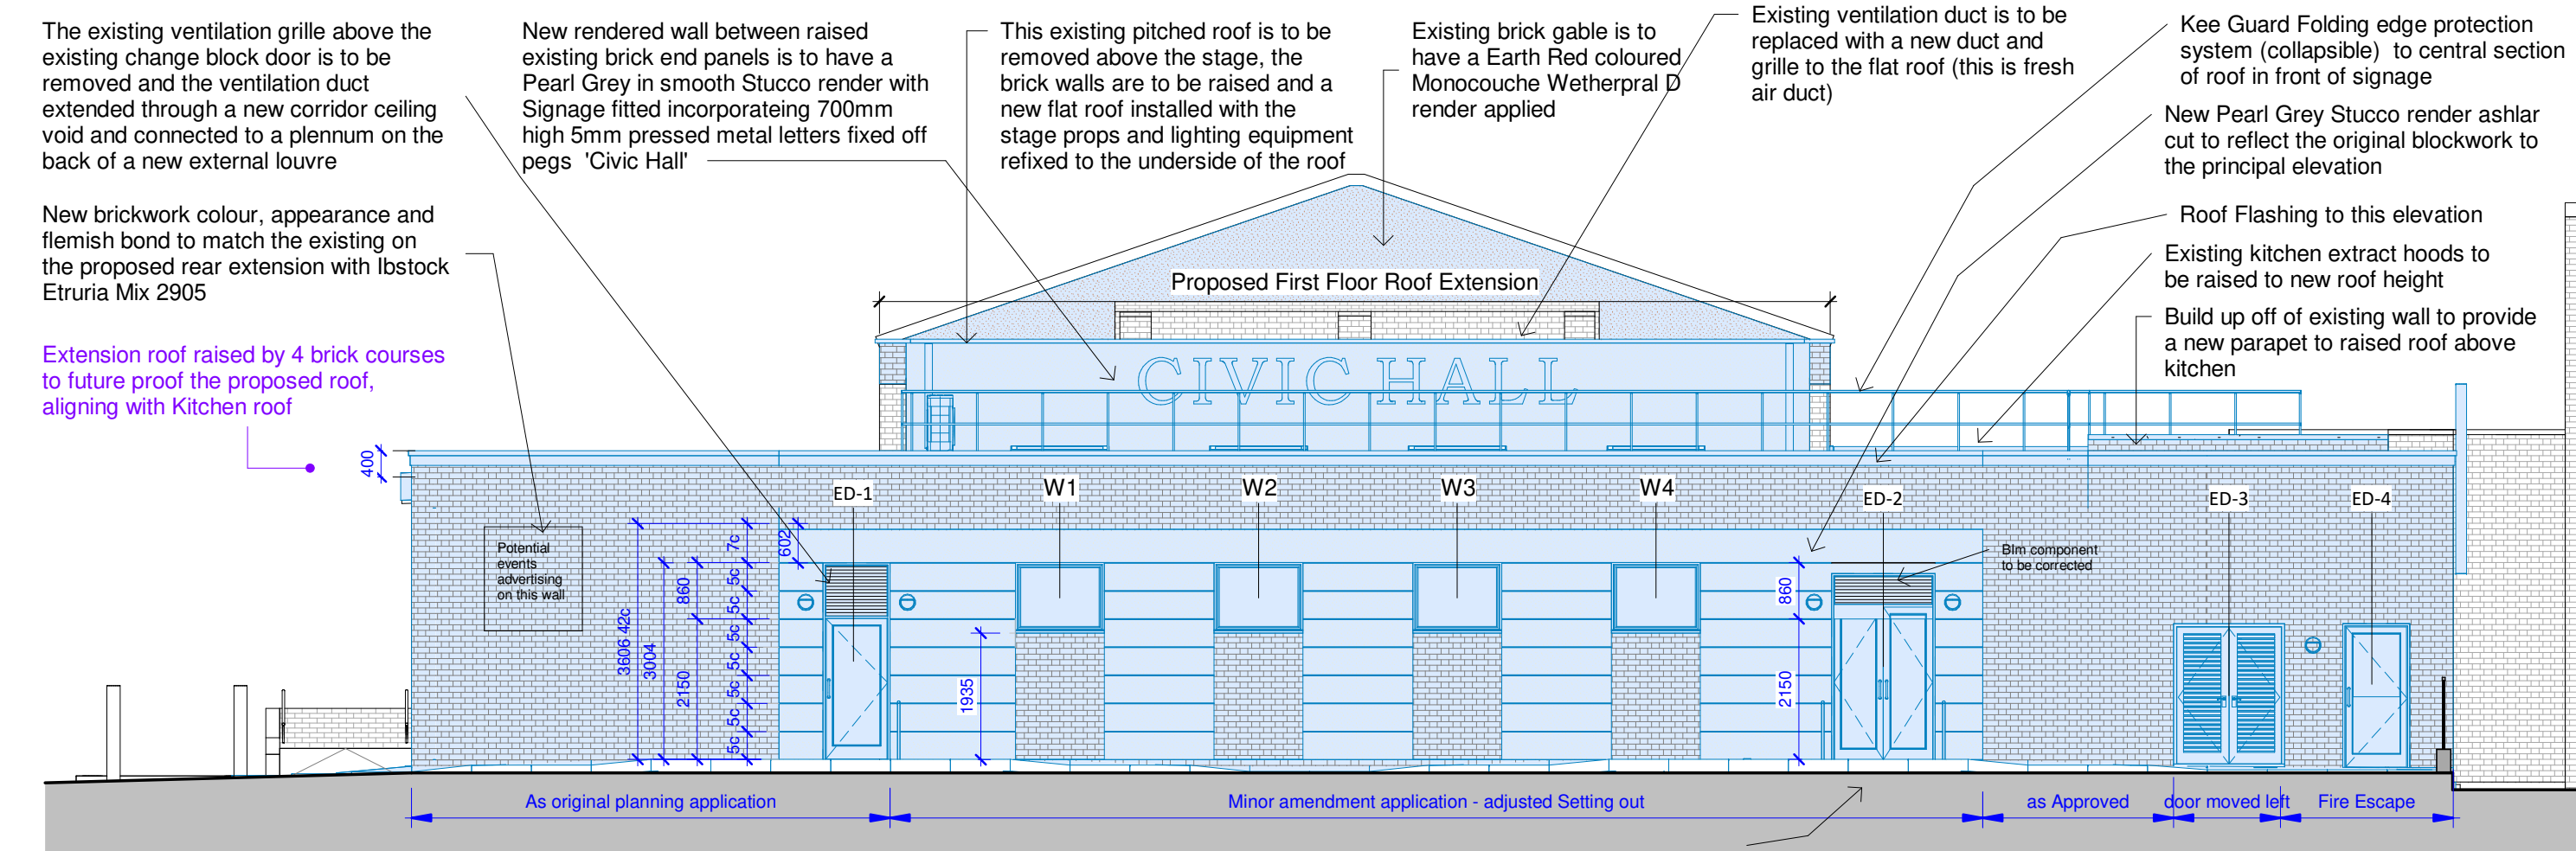 The existing ventilation grille above the
existing change block door is to be
removed and the ventilation duct
extended through a new corridor ceiling
void and connected to a plennum on the
back of a new external louvre
New brickwork colour, appearance and
flemish bond to match the existing on
the proposed rear extension with Ibstock
Etruria Mix 2905
Extension roof raised by 4 brick courses
to future proof the proposed roof,
aligning with Kitchen roof
New rendered wall between raised
existing brick end panels is to have a
Pearl Grey in smooth Stucco render with
Signage fitted incorporateing 700mm
high 5mm pressed metal letters fixed off
pegs 'Civic Hall'
This existing pitched roof is to be
removed above the stage, the
brick walls are to be raised and a
new flat roof installed with the
stage props and lighting equipment
refixed to the underside of the roof
Existing brick gable is to
have a Earth Red coloured
Monocouche Wetherpral D
render applied
Existing ventilation duct is to be
replaced with a new duct and
grille to the flat roof (this is fresh
air duct)
Kee Guard Folding edge protection
system (collapsible) to central section
of roof in front of signage
New Pearl Grey Stucco render ashlar
cut to reflect the original blockwork to
the principal elevation
Roof Flashing to this elevation
Existing kitchen extract hoods to
be raised to new roof height
Build up off of existing wall to provide
a new parapet to raised roof above
kitchen
Proposed First Floor Roof Extension
CIVIC HALL
400
ED-1
W1
W2
W3
W4
ED-2
ED-3
ED-4
Potential
events
advertising
on this wall
BIm component
to be corrected
3606 42c
3004
860
2150
7c
5c
5c
5c
5c
5c
5c
5c
602
1935
860
2150
As original planning application
Minor amendment application - adjusted Setting out
as Approved
door moved left
Fire Escape